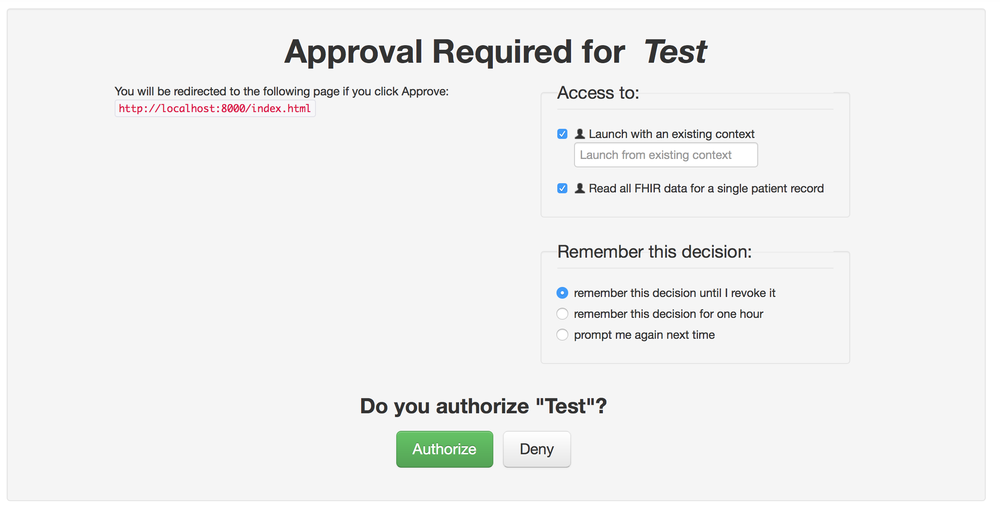 Approval Required for Test
You will be redirected to the following page if you click Approve:
http://localhost:8000/index.html
Access to:
Launch with an existing context
Launch from existing context
Read all FHIR data for a single patient record
Remember this decision:
remember this decision until I revoke it
remember this decision for one hour
prompt me again next time
Do you authorize "Test"?
Authorize
Deny